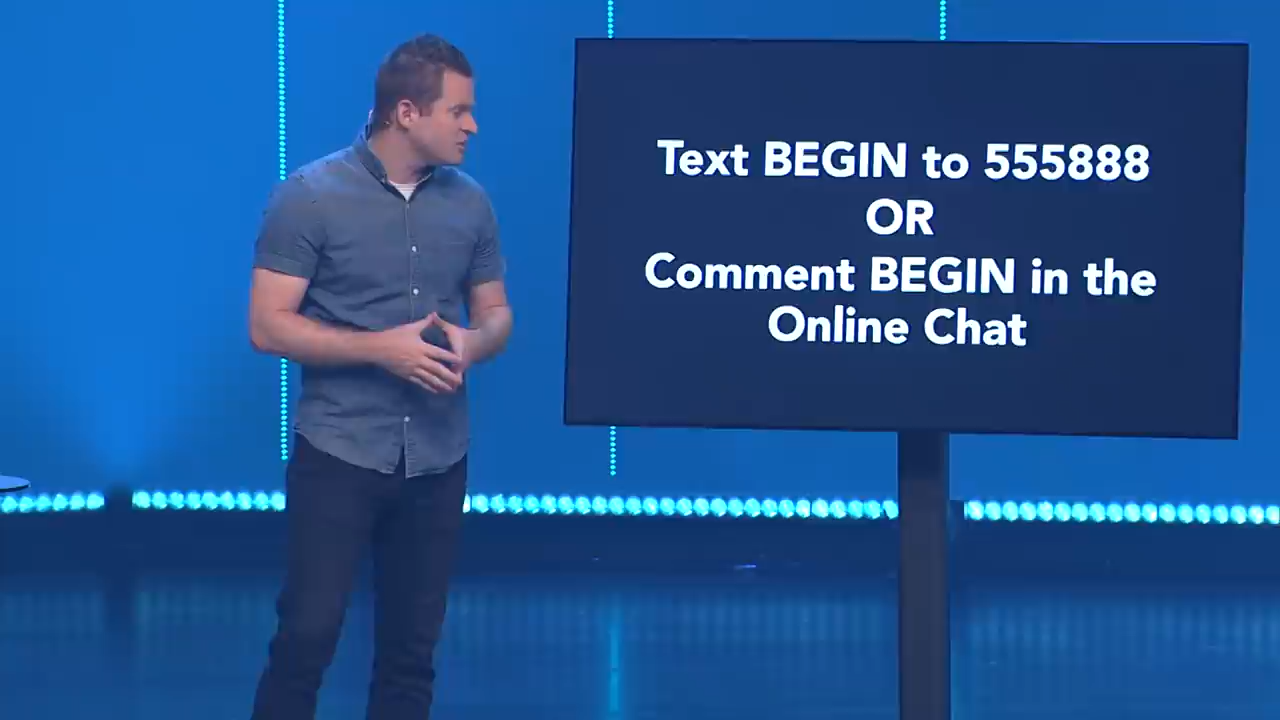 Text BEGIN to 555888
OR
Comment BEGIN in the
Online Chat